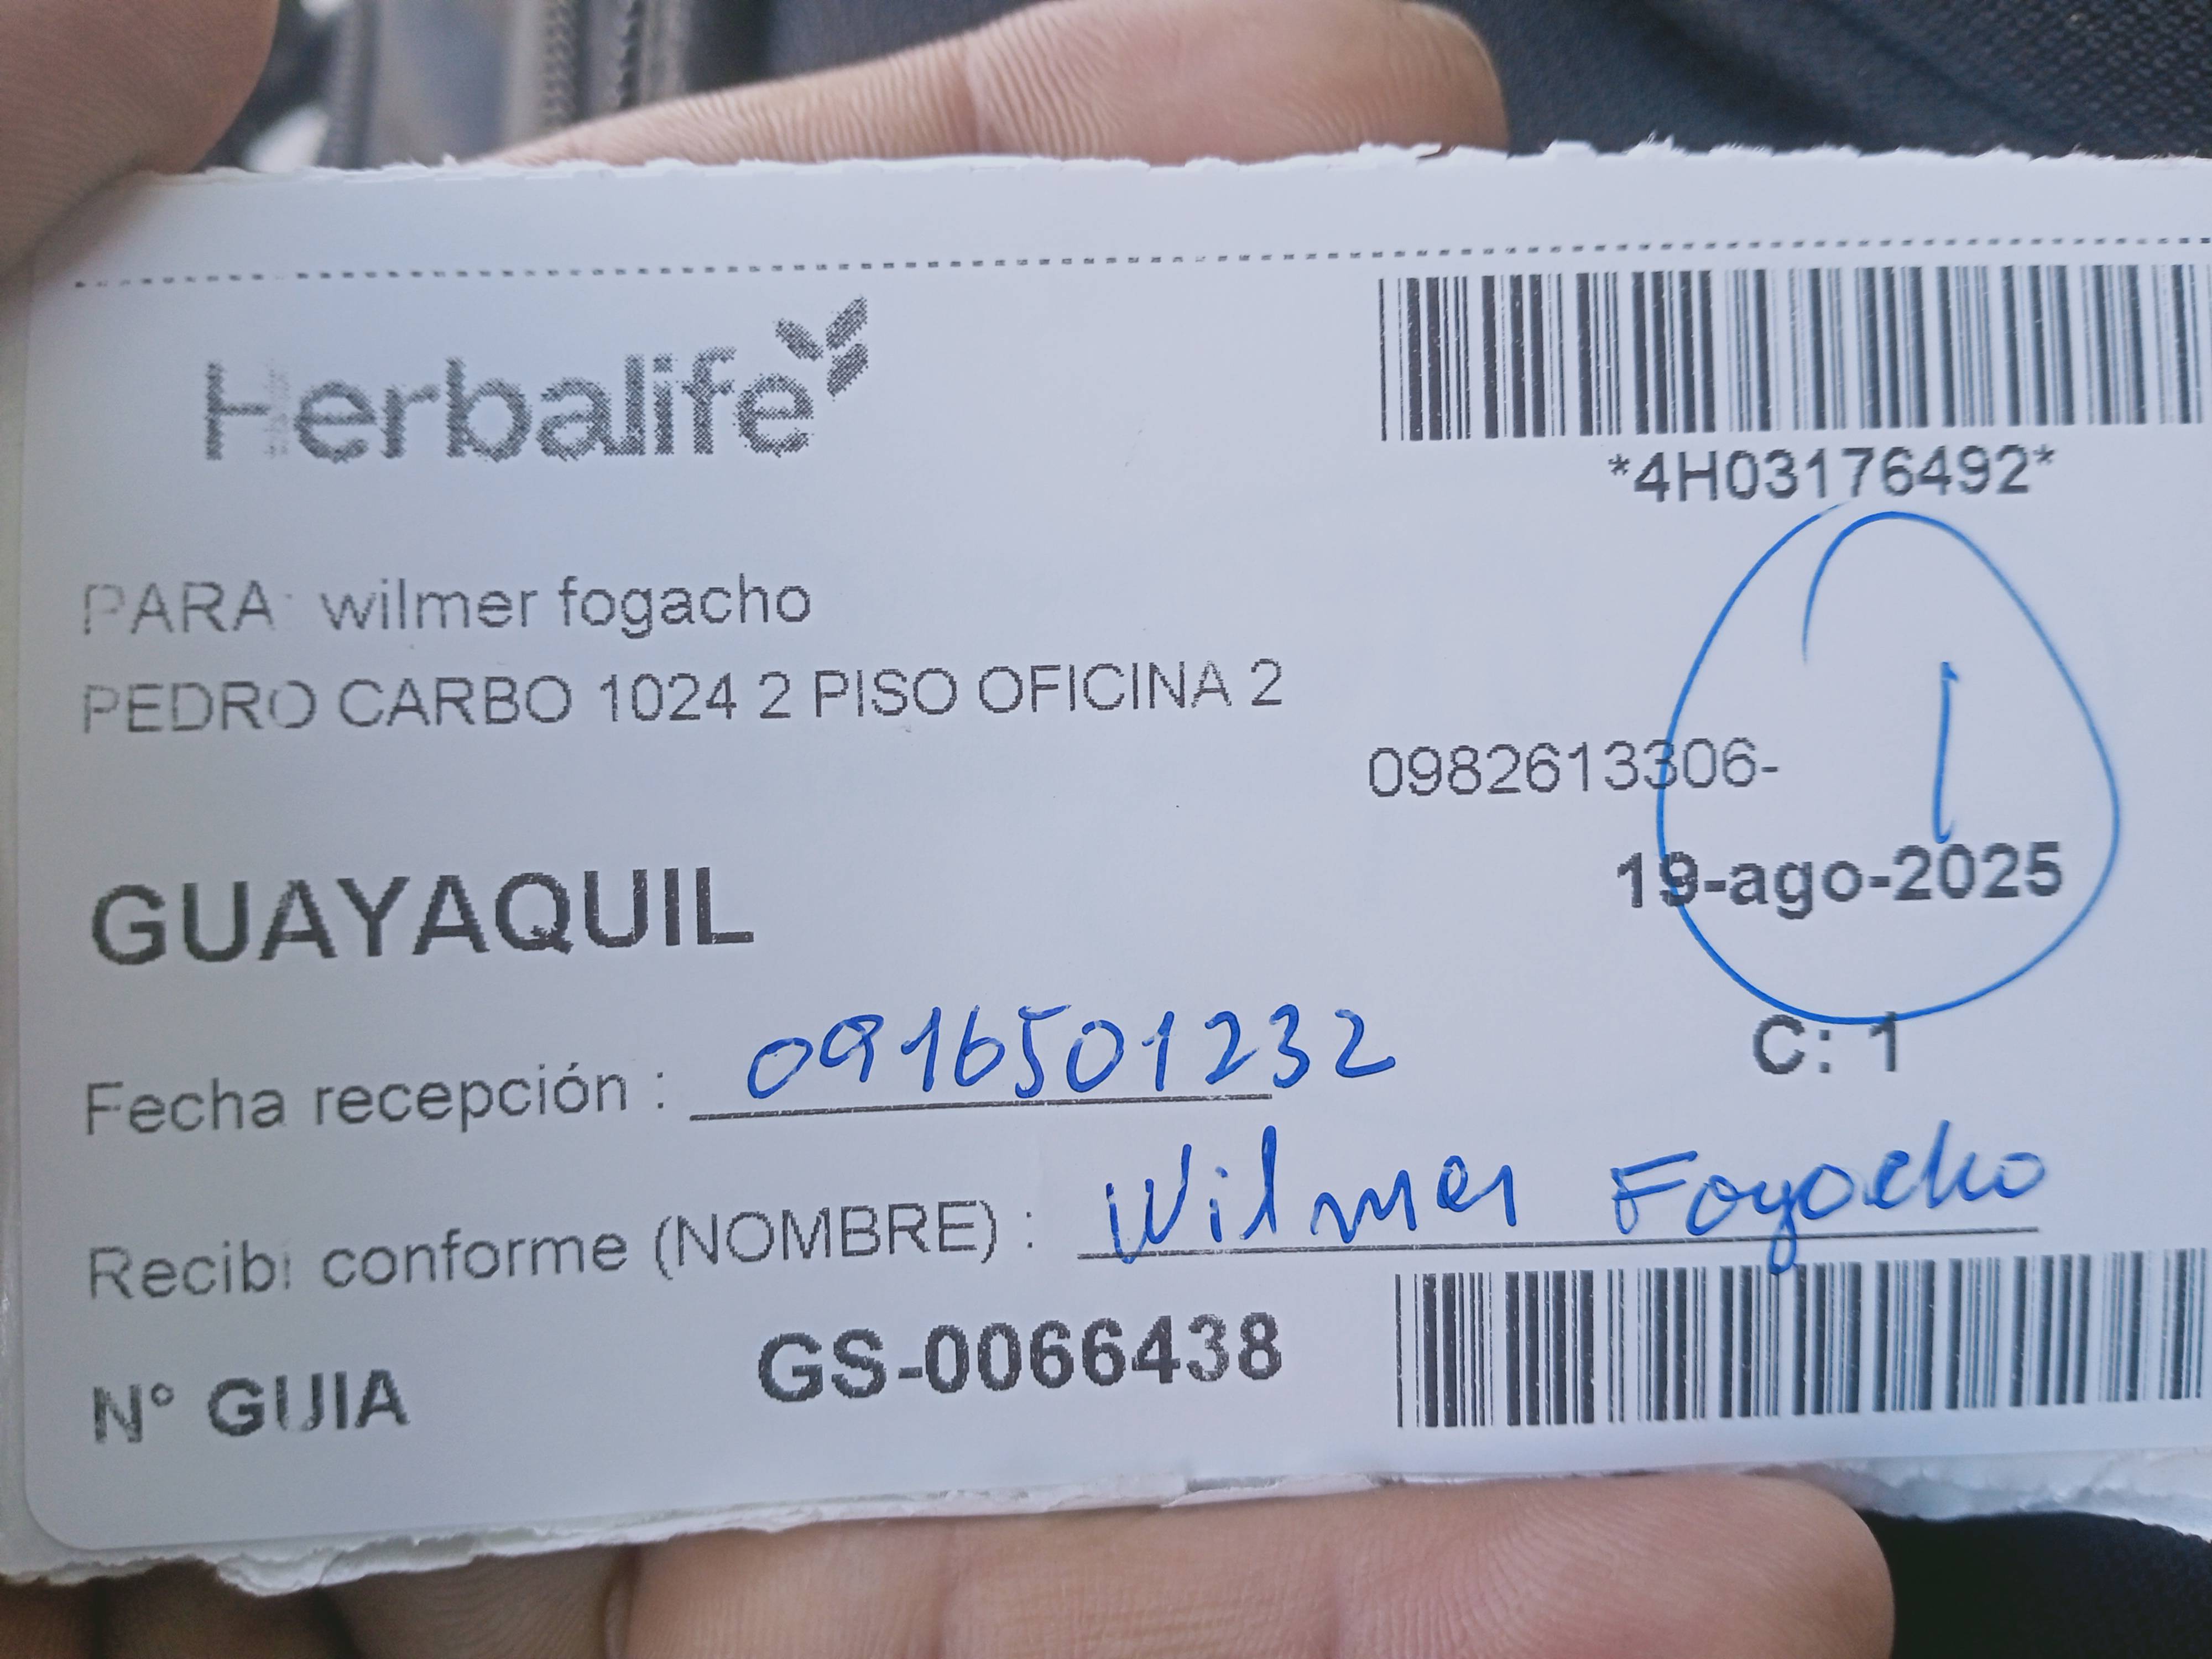 Herbalife
*4H03176492*
PARA: wilmer fogacho
PEDRO CARBO 1024 2 PISO OFICINA 2
0982613306-
1
19-ago-2025
GUAYAQUIL
C: 1
Fecha recepción : 0916501232
Recibi conforme (NOMBRE) : Wilmer Fogacho
N° GUIA GS-0066438